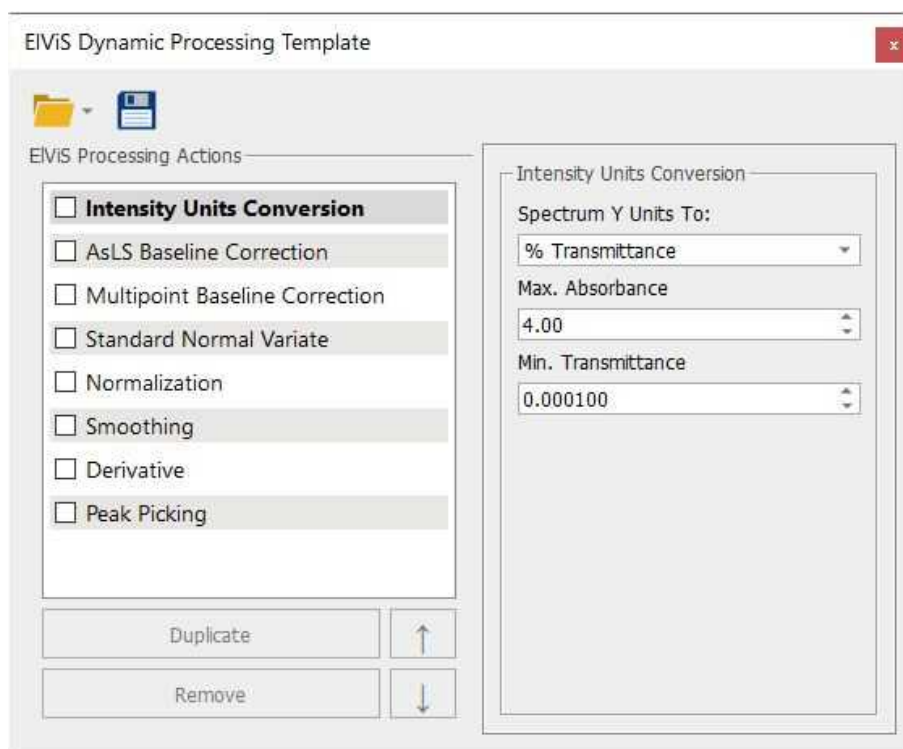 ElViS Dynamic Processing Template
x
ElViS Processing Actions
Intensity Units Conversion
AsLS Baseline Correction
Multipoint Baseline Correction
Standard Normal Variate
Normalization
Smoothing
Derivative
Peak Picking
Duplicate
Remove
Intensity Units Conversion
Spectrum Y Units To:
% Transmittance
Max. Absorbance
4.00
Min. Transmittance
0.000100